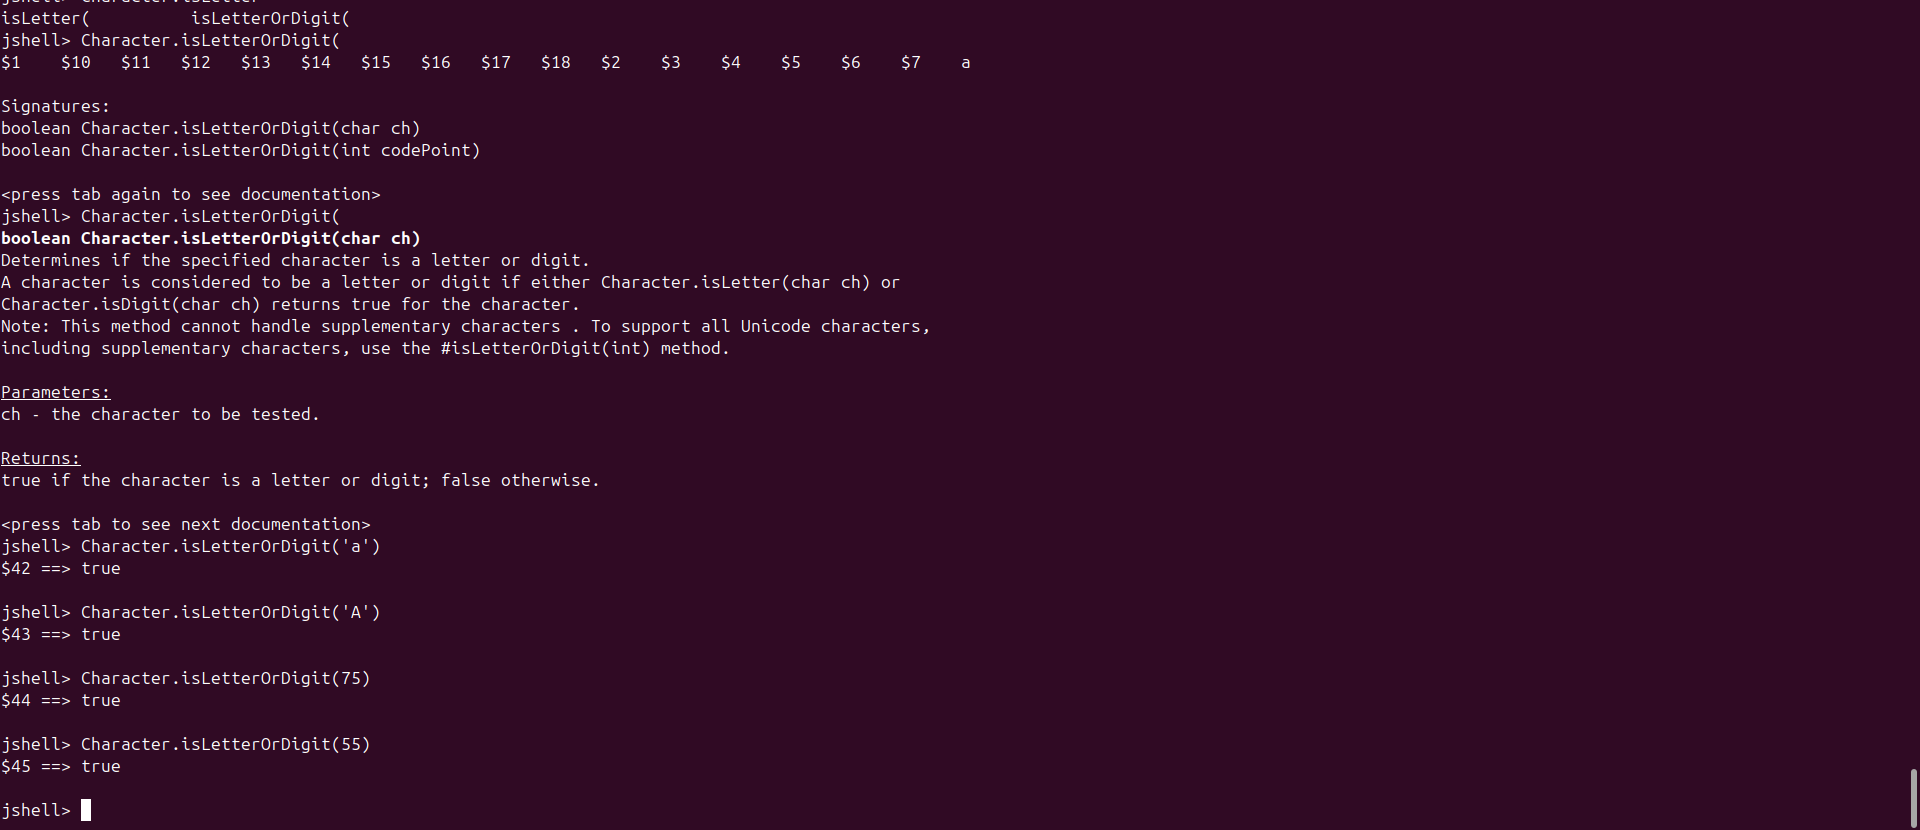 jshell> Character.isLetter
isLetter(          isLetterOrDigit(
jshell> Character.isLetterOrDigit(
$1    $10   $11   $12   $13   $14   $15   $16   $17   $18   $2    $3    $4    $5    $6    $7    a

Signatures:
boolean Character.isLetterOrDigit(char ch)
boolean Character.isLetterOrDigit(int codePoint)

<press tab again to see documentation>
jshell> Character.isLetterOrDigit(
boolean Character.isLetterOrDigit(char ch)
Determines if the specified character is a letter or digit.
A character is considered to be a letter or digit if either Character.isLetter(char ch) or
Character.isDigit(char ch) returns true for the character.
Note: This method cannot handle supplementary characters . To support all Unicode characters,
including supplementary characters, use the #isLetterOrDigit(int) method.

Parameters:
ch - the character to be tested.

Returns:
true if the character is a letter or digit; false otherwise.

<press tab to see next documentation>
jshell> Character.isLetterOrDigit('a')
$42 ==> true

jshell> Character.isLetterOrDigit('A')
$43 ==> true

jshell> Character.isLetterOrDigit(75)
$44 ==> true

jshell> Character.isLetterOrDigit(55)
$45 ==> true

jshell>